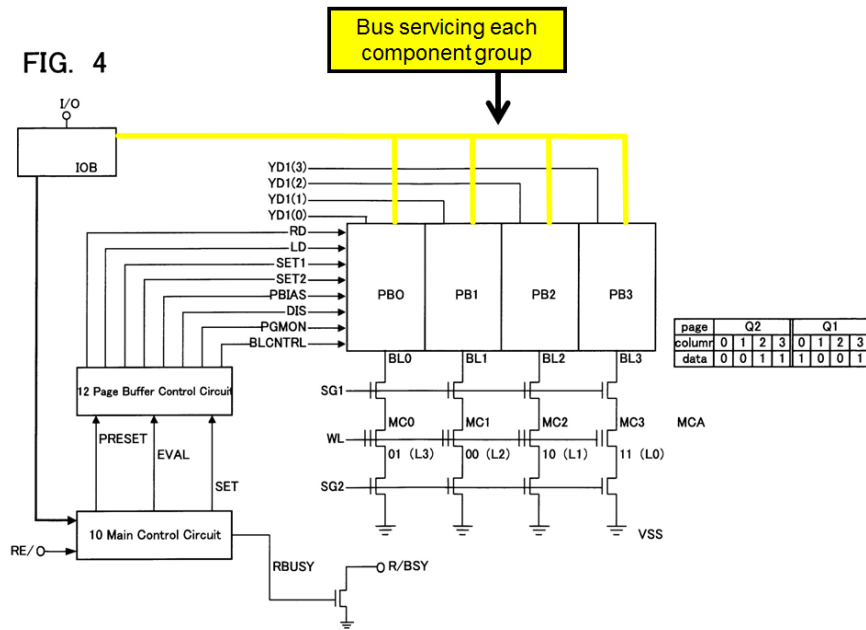 Bus servicing each
component group
FIG. 4
I/O
IOB
YD1(3)
YD1(2)
YD1(1)
YD1(0)
RD
LD
SET1
SET2
PBIAS
DIS
PGMON
BLCNTRL
PB0 PB1 PB2 PB3
page Q2 Q1
column 0 1 2 3 0 1 2 3
data 0 0 1 1 1 0 0 1
BL0 BL1 BL2 BL3
12 Page Buffer Control Circuit
SG1
MC0 MC1 MC2 MC3 MCA
WL
01 (L3) 00 (L2) 10 (L1) 11 (L0)
PRESET
EVAL
SET
SG2
10 Main Control Circuit
VSS
RE/
RBUSY
R/BSY